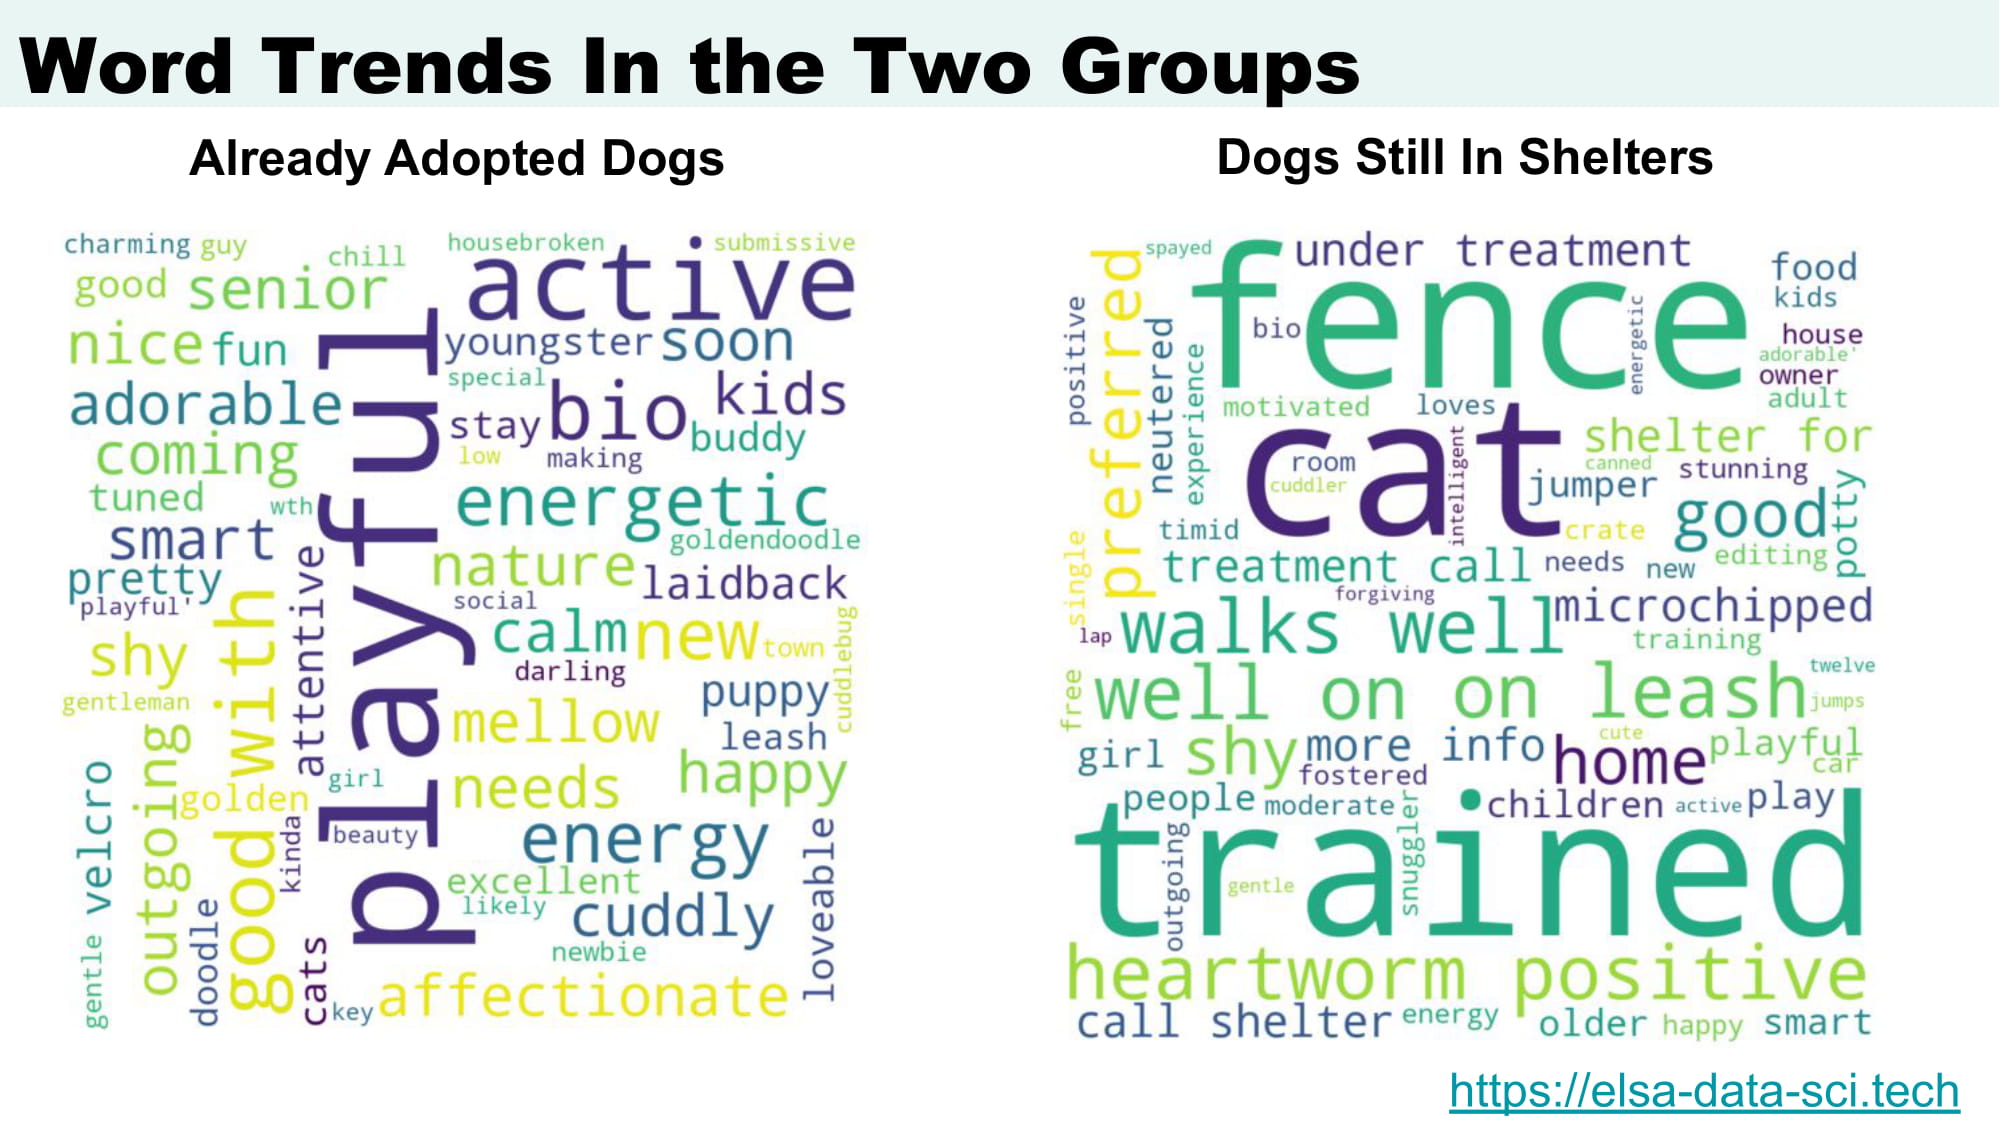 Word Trends In the Two Groups
Already Adopted Dogs
charming guy
chill
housebroken
submissive
good senior
active
nice fun
youngster soon
special
adorable
stay bio kids
buddy
coming
low
making
tuned
wth
energetic
smart
goldendoodle
pretty
nature laidback
playful'
social
attentive
playful
shy
calm new town
darling
cuddlebug
gentleman
puppy
mellow
leash
good with
outgoing
velcro
girl
needs
happy
golden
kinda
beauty
energy
loveable
excellent
likely
cuddly
doodle
newbie
gentle
cats
key
affectionate
Dogs Still In Shelters
spayed
under treatment
food
kids
preferred
fence
positive
neutered
bio
energetic
house
adorable'
owner
adult
experience
motivated
loves
cat
shelter for
room
cuddler
intelligent
canned
stunning
jumper
good
potty
timid
crate
editing
single
treatment call
needs
new
forgiving
microchipped
lap
walks well
training
free
well on
on leash
twelve
jumps
cute
girl
shy
more info
home
playful
car
fostered
people
moderate
children
active
play
trained
outgoing
gentle
snuggler
heartworm positive
call shelter
energy
older
happy
smart
https://elsa-data-sci.tech